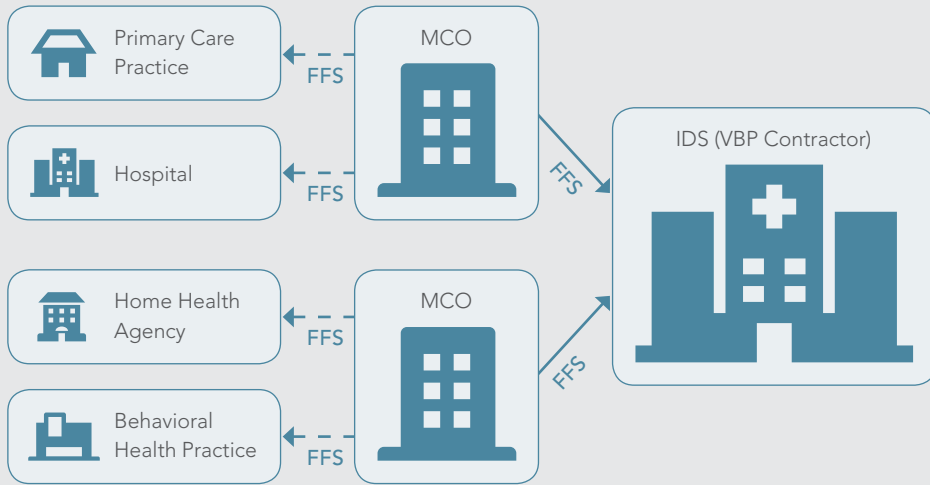 Primary Care
Practice
FFS
MCO
Hospital
FFS
FFS
IDS (VBP Contractor)
Home Health
Agency
FFS
MCO
FFS
Behavioral
Health Practice
FFS